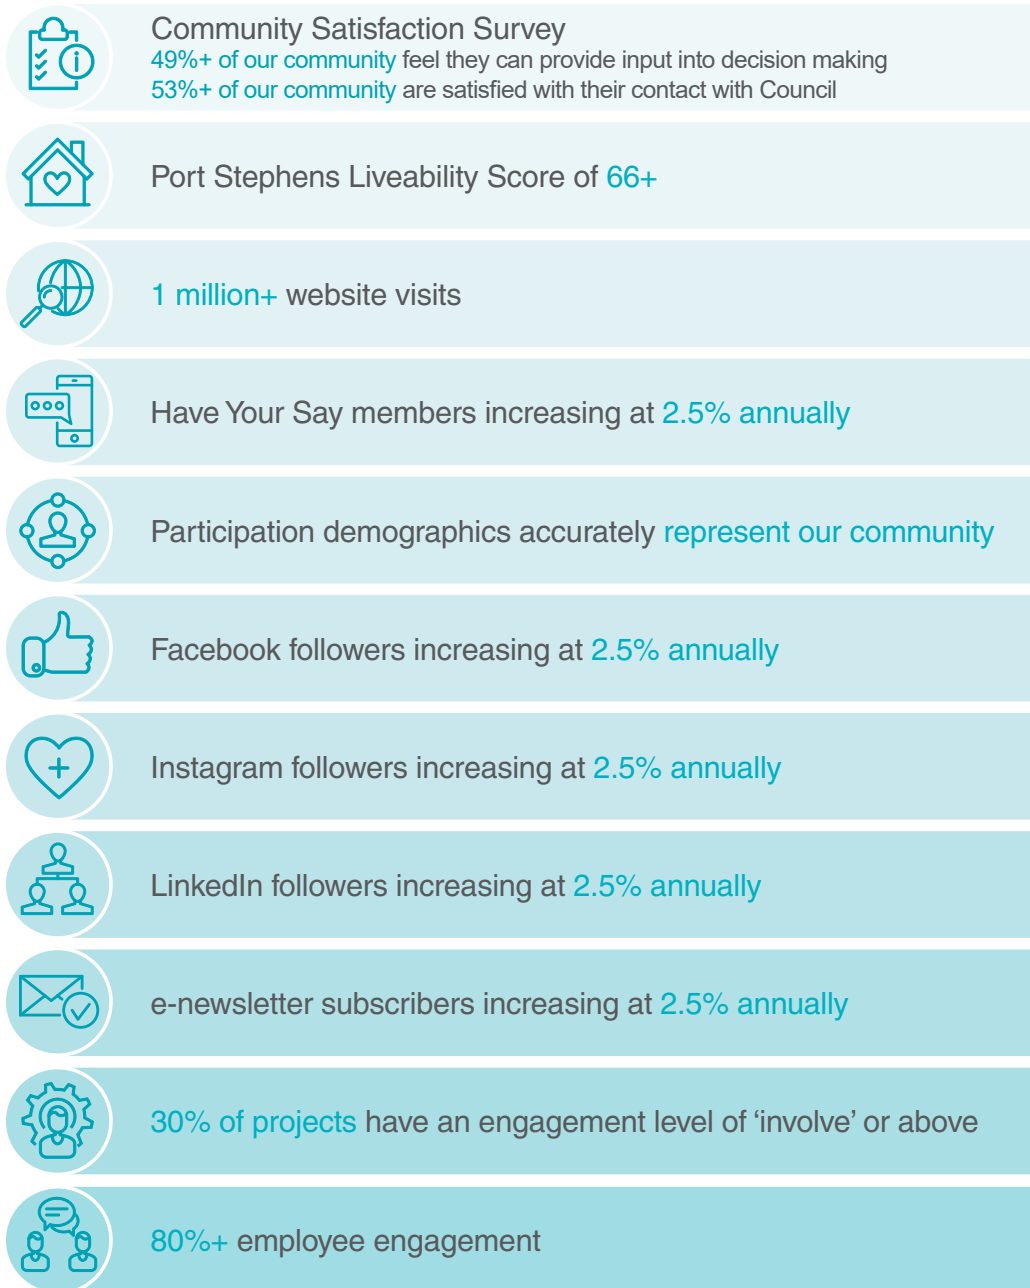 Community Satisfaction Survey
49%+ of our community feel they can provide input into decision making
53%+ of our community are satisfied with their contact with Council
Port Stephens Liveability Score of 66+
1 million+ website visits
Have Your Say members increasing at 2.5% annually
Participation demographics accurately represent our community
Facebook followers increasing at 2.5% annually
Instagram followers increasing at 2.5% annually
LinkedIn followers increasing at 2.5% annually
e-newsletter subscribers increasing at 2.5% annually
30% of projects have an engagement level of ‘involve’ or above
80%+ employee engagement